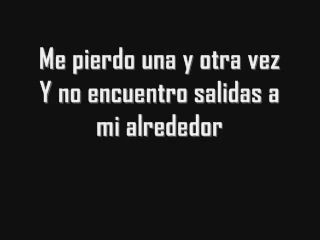 Me pierdo una y otra vez
Y no encuentro salidas a
mi alrededor